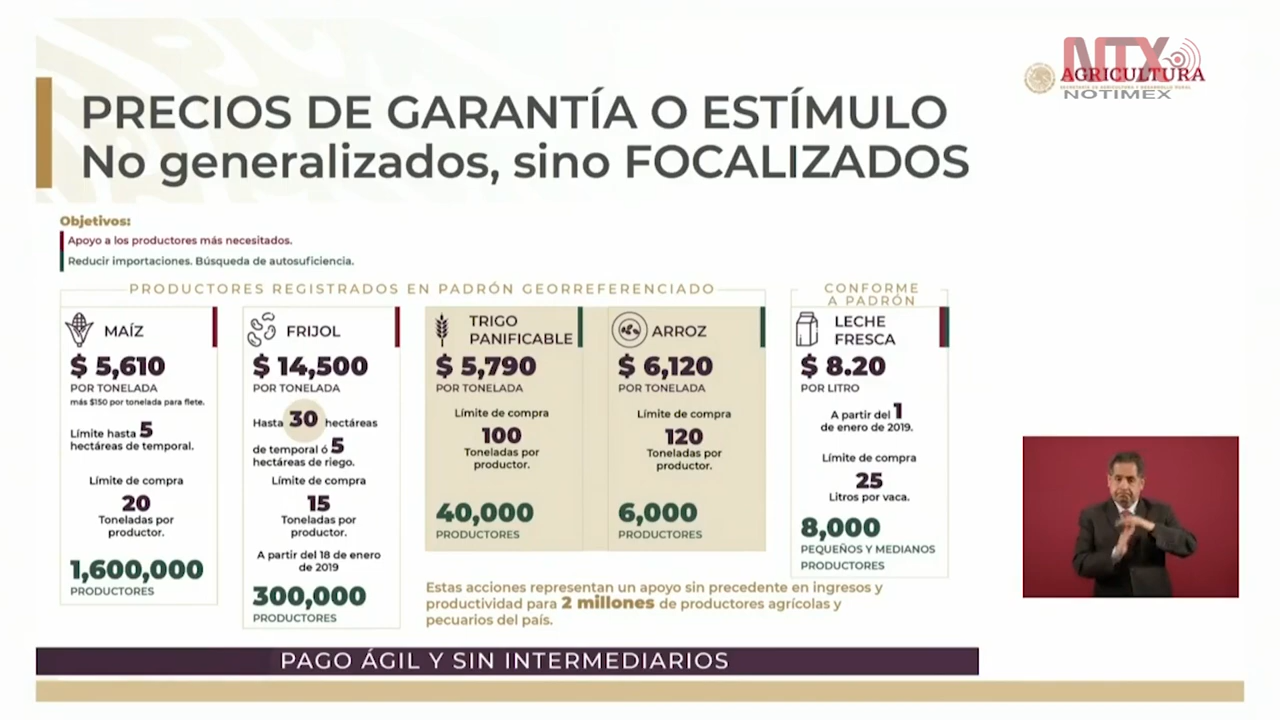 NTX
AGRICULTURA
SECRETARÍA DE AGRICULTURA Y DESARROLLO RURAL
NOTIMEX
PRECIOS DE GARANTÍA O ESTÍMULO
No generalizados, sino FOCALIZADOS
Objetivos:
Apoyo a los productores más necesitados.
Reducir importaciones. Búsqueda de autosuficiencia.
PRODUCTORES REGISTRADOS EN PADRÓN GEORREFERENCIADO
MAÍZ
$ 5,610
POR TONELADA
más $150 por tonelada para flete.
Límite hasta 5
hectáreas de temporal.
Límite de compra
20
Toneladas por
productor.
1,600,000
PRODUCTORES
FRIJOL
$ 14,500
POR TONELADA
Hasta 30 hectáreas
de temporal ó 5
hectáreas de riego.
Límite de compra
15
Toneladas por
productor.
A partir del 18 de enero
de 2019
300,000
PRODUCTORES
TRIGO
PANIFICABLE
$ 5,790
POR TONELADA
Límite de compra
100
Toneladas por
productor.
40,000
PRODUCTORES
ARROZ
$ 6,120
POR TONELADA
Límite de compra
120
Toneladas por
productor.
6,000
PRODUCTORES
CONFORME
A PADRÓN
LECHE
FRESCA
$ 8.20
POR LITRO
A partir del 1
de enero de 2019.
Límite de compra
25
Litros por vaca.
8,000
PEQUEÑOS Y MEDIANOS
PRODUCTORES
Estas acciones representan un apoyo sin precedente en ingresos y
productividad para 2 millones de productores agrícolas y
pecuarios del país.
PAGO ÁGIL Y SIN INTERMEDIARIOS